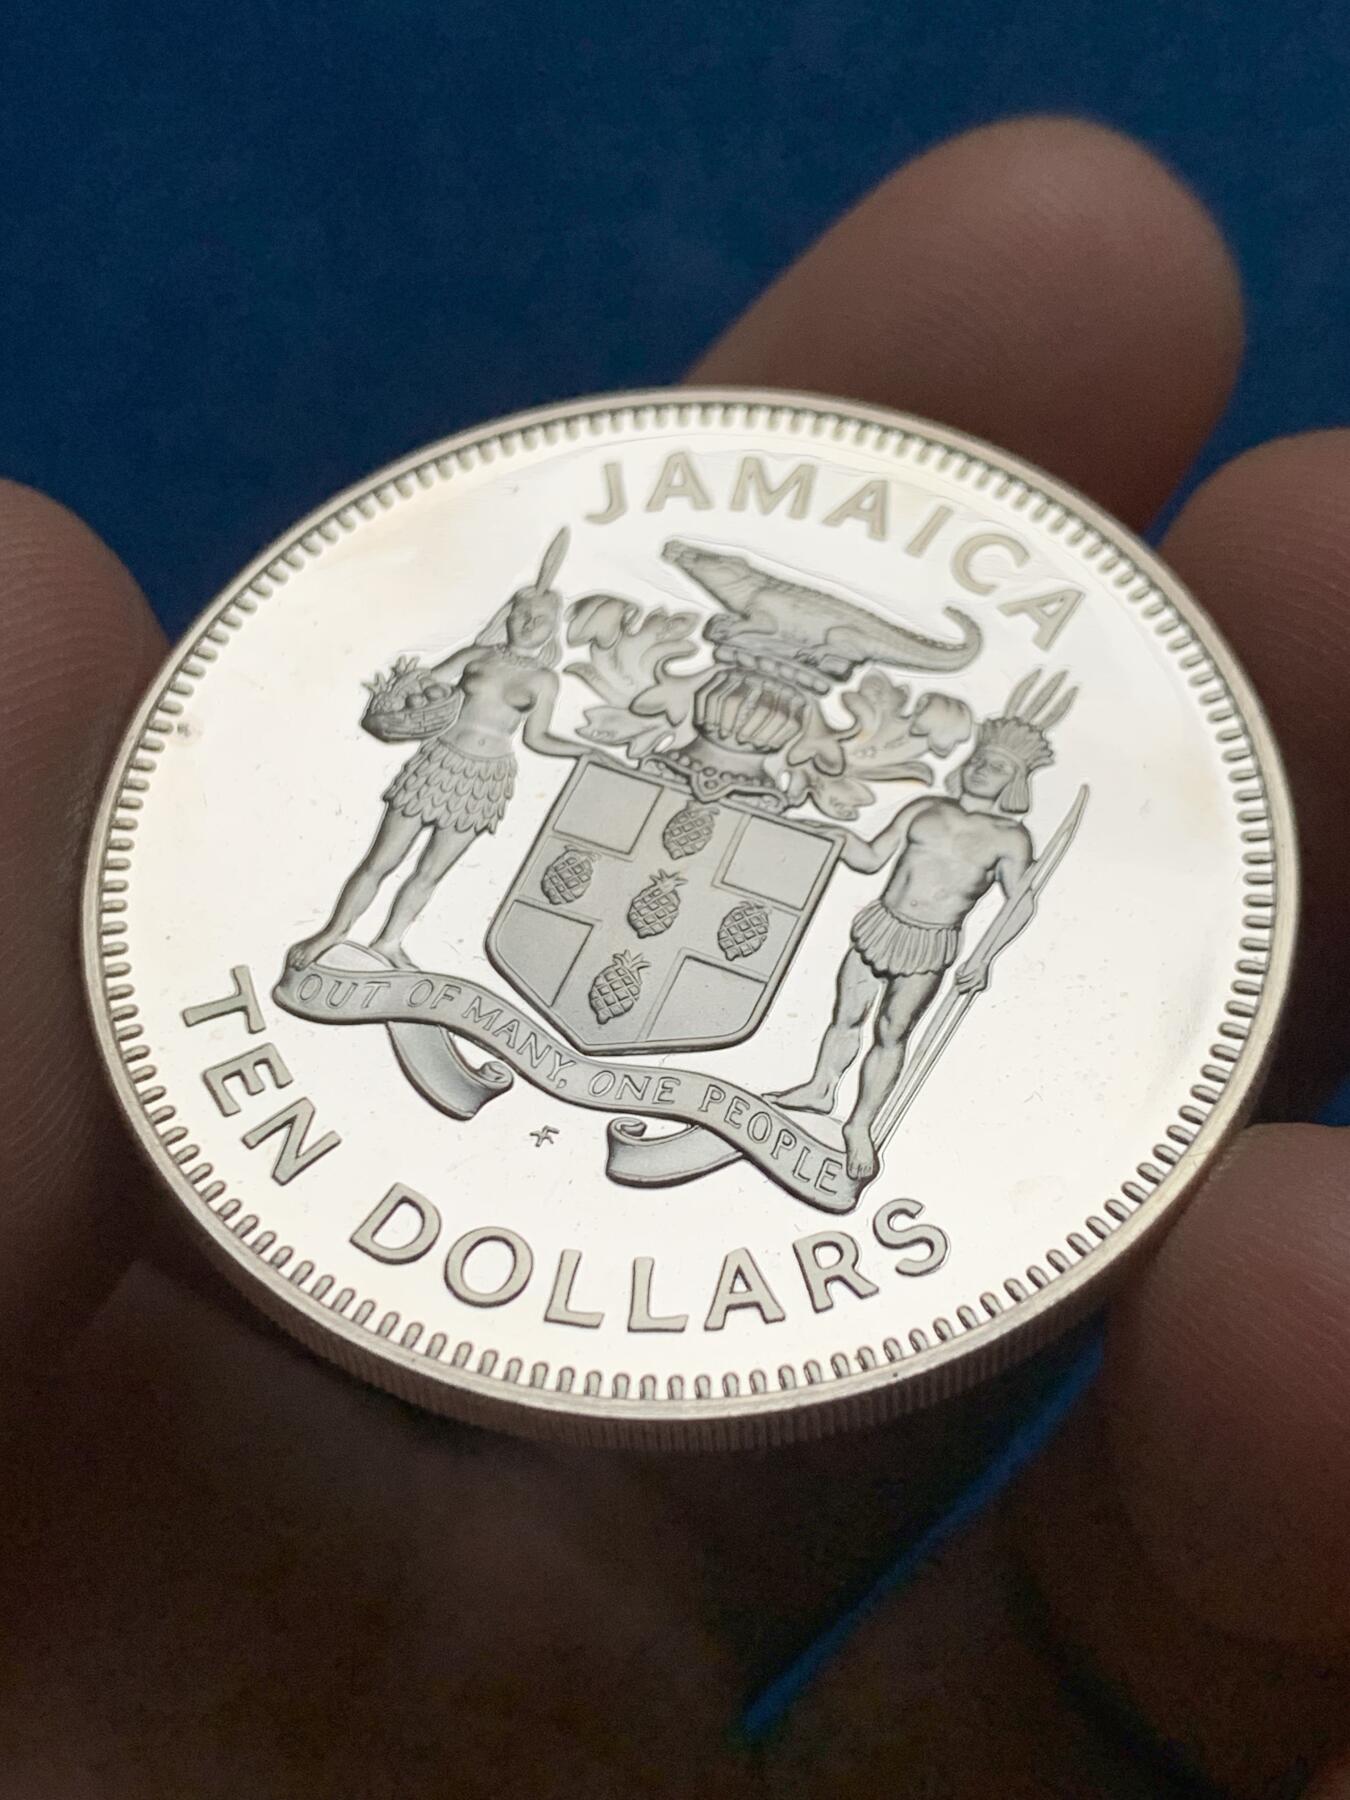 JAMAICA
OUT OF MANY, ONE PEOPLE
TEN DOLLARS